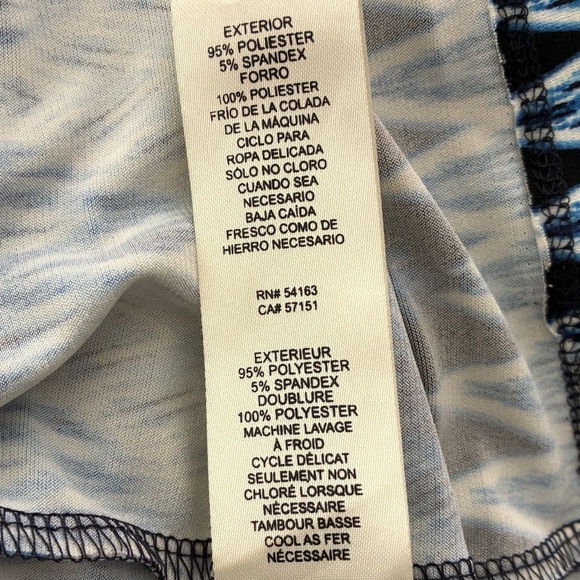 EXTERIOR
95% POLIESTER
5% SPANDEX
FORRO
100% POLIESTER
FRÍO DE LA COLADA
DE LA MÁQUINA
CICLO PARA
ROPA DELICADA
SÓLO NO CLORO
CUANDO SEA
NECESARIO
BAJA CAÍDA
FRESCO COMO DE
HIERRO NECESARIO
RN# 54163
CA# 57151
EXTERIEUR
95% POLYESTER
5% SPANDEX
DOUBLURE
100% POLYESTER
MACHINE LAVAGE
À FROID
CYCLE DÉLICAT
SEULEMENT NON
CHLORÉ LORSQUE
NÉCESSAIRE
TAMBOUR BASSE
COOL AS FER
NÉCESSAIRE